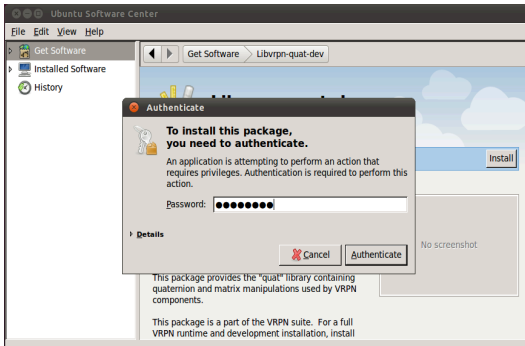 Ubuntu Software Center
File Edit View Help
Get Software
Installed Software
History
Get Software Libvrpn-quat-dev
Authenticate
To install this package,
you need to authenticate.
An application is attempting to perform an action that
requires privileges. Authentication is required to perform this
action.
Password: ●●●●●●●●
Details
Cancel Authenticate
Install
No screenshot
This package provides the "quat" library containing
quaternion and matrix manipulations used by VRPN
components.
This package is a part of the VRPN suite. For a full
VRPN runtime and development installation, install